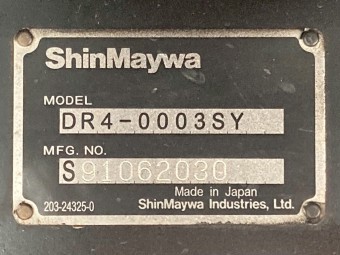 ShinMaywa
MODEL
DR4-0003SY
MFG. NO.
S91062030
Made in Japan
203-24325-0 ShinMaywa Industries, Ltd.